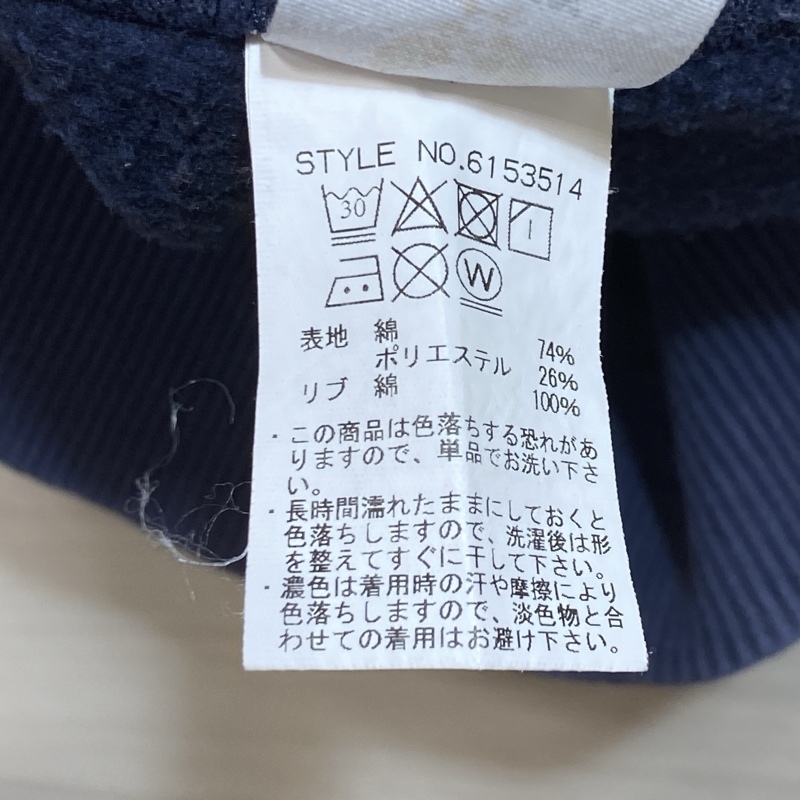 STYLE NO.6153514
30
W
表地 綿 74%
ポリエステル 26%
リブ 綿 100%
・この商品は色落ちする恐れがあ
りますので、単品でお洗い下さ
い。
・長時間濡れたままにしておくと
色落ちしますので、洗濯後は形
を整えてすぐに干して下さい。
・濃色は着用時の汗や摩擦により
色落ちしますので、淡色物と合
わせての着用はお避け下さい。